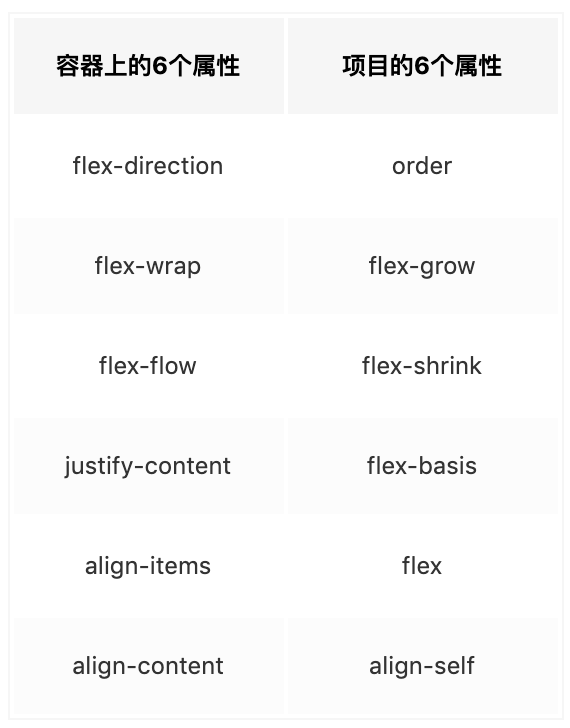 容器上的6个属性 项目的6个属性
flex-direction order
flex-wrap flex-grow
flex-flow flex-shrink
justify-content flex-basis
align-items flex
align-content align-self